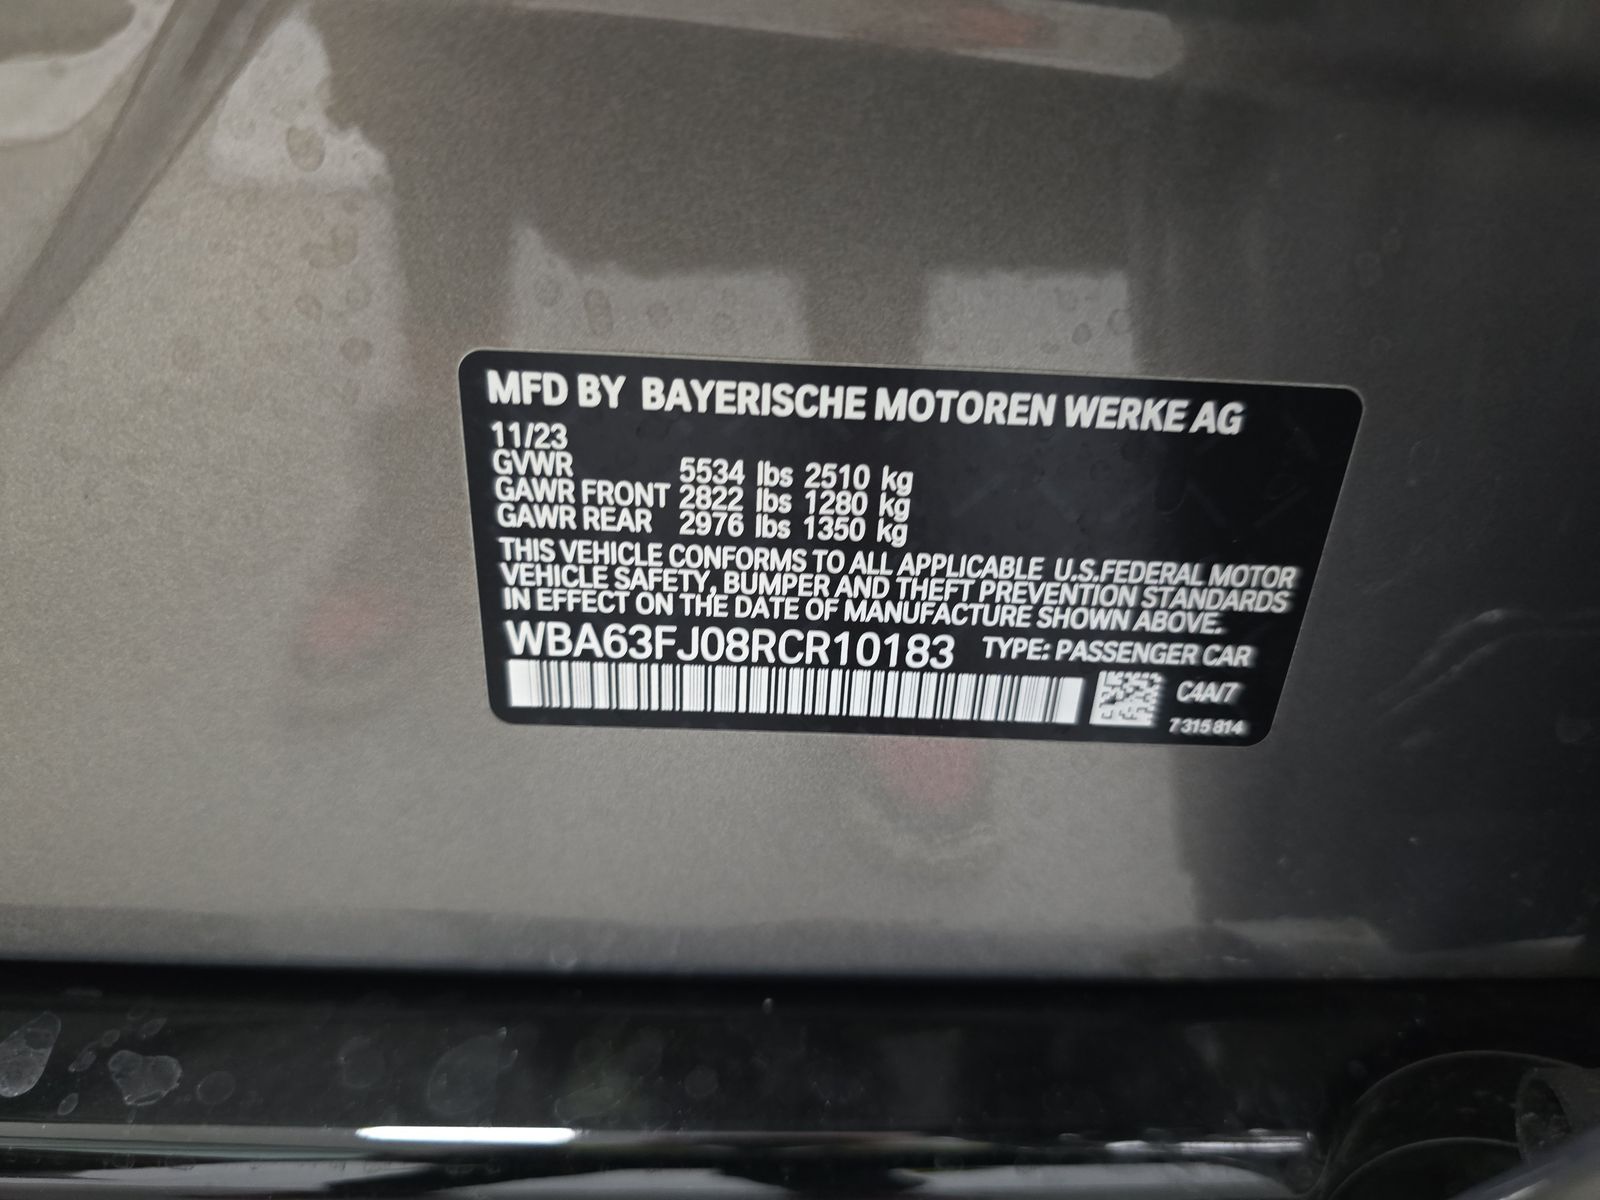 MFD BY BAYERISCHE MOTOREN WERKE AG
11/23
GVWR 5534 lbs 2510 kg
GAWR FRONT 2822 lbs 1280 kg
GAWR REAR 2976 lbs 1350 kg
THIS VEHICLE CONFORMS TO ALL APPLICABLE U.S.FEDERAL MOTOR
VEHICLE SAFETY, BUMPER AND THEFT PREVENTION STANDARDS
IN EFFECT ON THE DATE OF MANUFACTURE SHOWN ABOVE.
WBA63FJ08RCR10183 TYPE: PASSENGER CAR
C4A/7
7 315 814